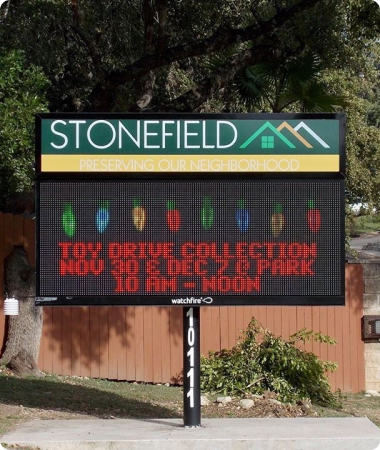 STONEFIELD
PRESERVING OUR NEIGHBORHOOD
TOY DRIVE COLLECTION
NOV 30 & DEC 7 @ PARK
10 AM - NOON
watchfire
10111